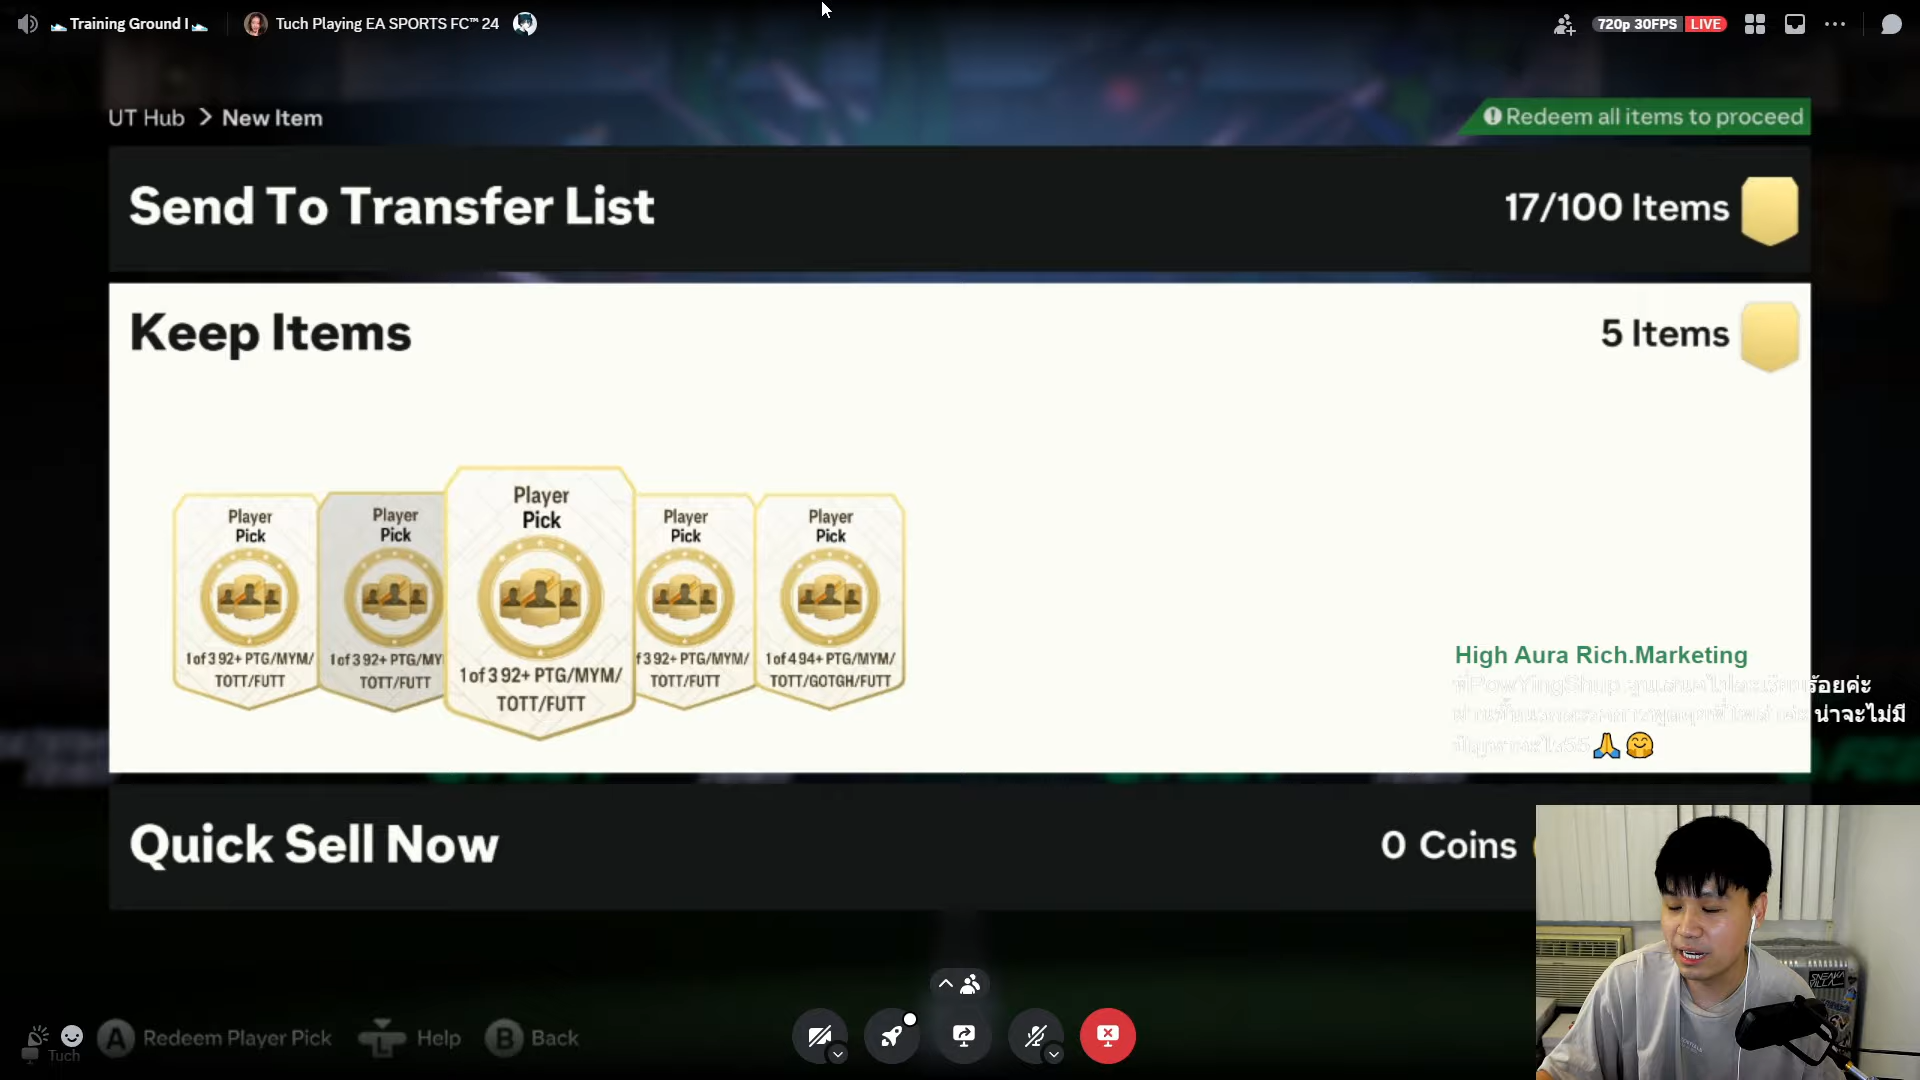 Training Ground I
Tuch Playing EA SPORTS FC™ 24
720p 30FPS
LIVE
UT Hub > New Item
Redeem all items to proceed
Send To Transfer List
17/100 Items
Keep Items
5 Items
Player
Pick
1 of 3 92+ PTG/MYM/
TOTT/FUTT
Player
Pick
1 of 3 92+ PTG/MY
TOTT/FUTT
Player
Pick
1 of 3 92+ PTG/MYM/
TOTT/FUTT
Player
Pick
f 3 92+ PTG/MYM/
TOTT/FUTT
Player
Pick
1 of 4 94+ PTG/MYM/
TOTT/GOTGH/FUTT
High Aura Rich.Marketing
ร้อยค่ะ
น่าจะไม่มี
🙏🤗
Quick Sell Now
0 Coins
SNEAKA
VILLA
A Redeem Player Pick
Help
B Back
Tuch